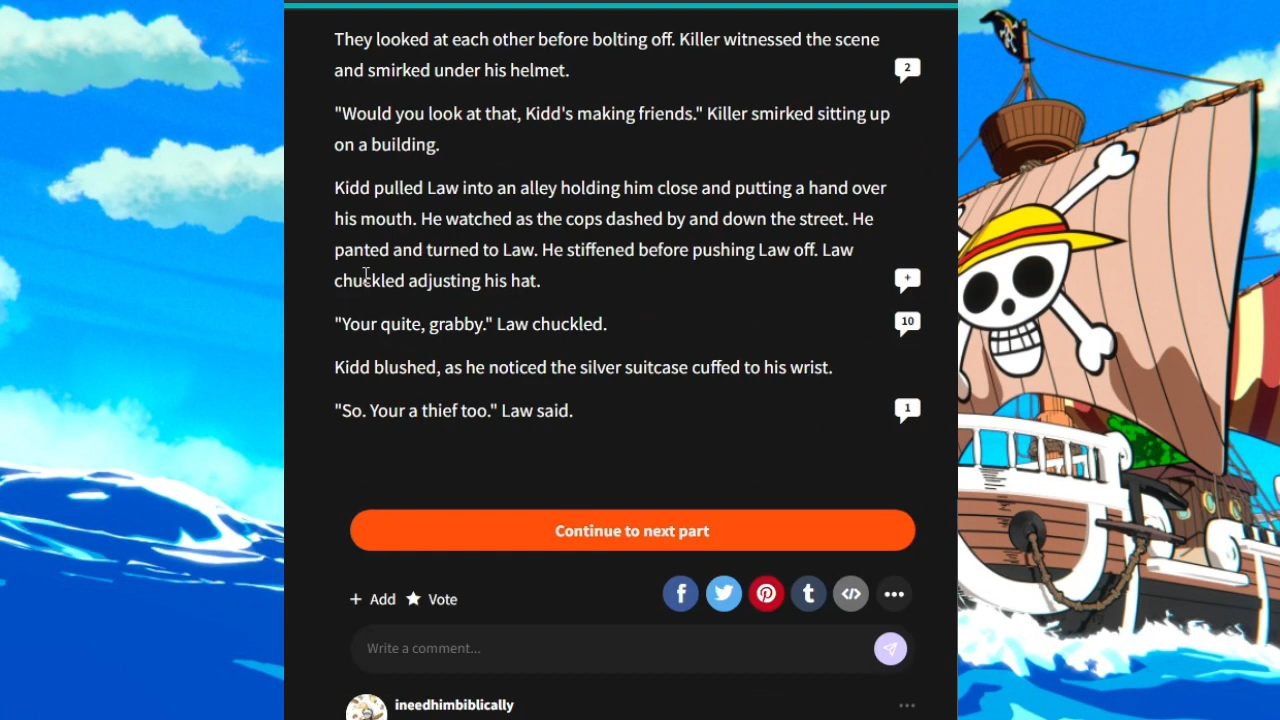 They looked at each other before bolting off. Killer witnessed the scene
and smirked under his helmet.
2
"Would you look at that, Kidd's making friends." Killer smirked sitting up
on a building.
Kidd pulled Law into an alley holding him close and putting a hand over
his mouth. He watched as the cops dashed by and down the street. He
panted and turned to Law. He stiffened before pushing Law off. Law
chuckled adjusting his hat.
+
"Your quite, grabby." Law chuckled.
10
Kidd blushed, as he noticed the silver suitcase cuffed to his wrist.
"So. Your a thief too." Law said.
1
Continue to next part
+ Add ★ Vote
Write a comment...
ineedhimbiblically